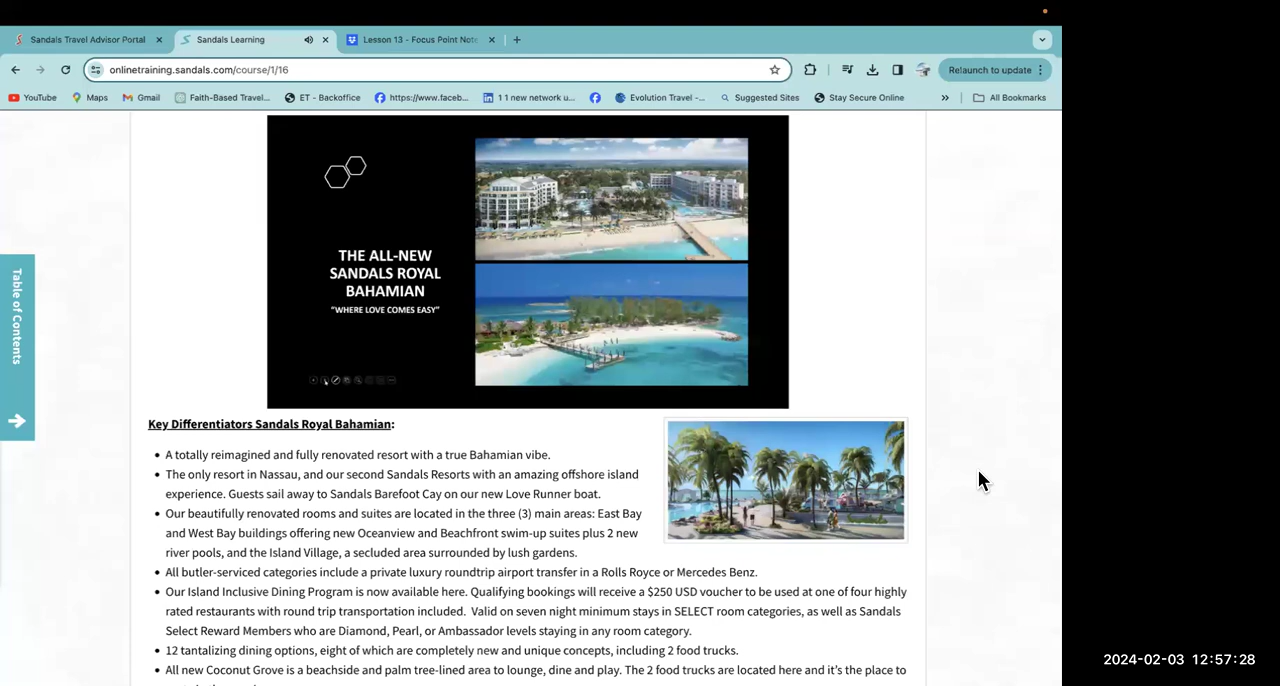 Sandals Travel Advisor Portal
Sandals Learning
Lesson 13 - Focus Point Note
onlinetraining.sandals.com/course/1/16
Relaunch to update
YouTube
Maps
Gmail
Faith-Based Travel...
ET - Backoffice
https://www.faceb...
1 1 new network u...
Evolution Travel -...
Suggested Sites
Stay Secure Online
»
All Bookmarks
Table of Contents
THE ALL-NEW
SANDALS ROYAL
BAHAMIAN
"WHERE LOVE COMES EASY"
Key Differentiators Sandals Royal Bahamian:
• A totally reimagined and fully renovated resort with a true Bahamian vibe.
• The only resort in Nassau, and our second Sandals Resorts with an amazing offshore island
experience. Guests sail away to Sandals Barefoot Cay on our new Love Runner boat.
• Our beautifully renovated rooms and suites are located in the three (3) main areas: East Bay
and West Bay buildings offering new Oceanview and Beachfront swim-up suites plus 2 new
river pools, and the Island Village, a secluded area surrounded by lush gardens.
• All butler-serviced categories include a private luxury roundtrip airport transfer in a Rolls Royce or Mercedes Benz.
• Our Island Inclusive Dining Program is now available here. Qualifying bookings will receive a $250 USD voucher to be used at one of four highly
rated restaurants with round trip transportation included.  Valid on seven night minimum stays in SELECT room categories, as well as Sandals
Select Reward Members who are Diamond, Pearl, or Ambassador levels staying in any room category.
• 12 tantalizing dining options, eight of which are completely new and unique concepts, including 2 food trucks.
• All new Coconut Grove is a beachside and palm tree-lined area to lounge, dine and play. The 2 food trucks are located here and it's the place to
2024-02-03 12:57:28